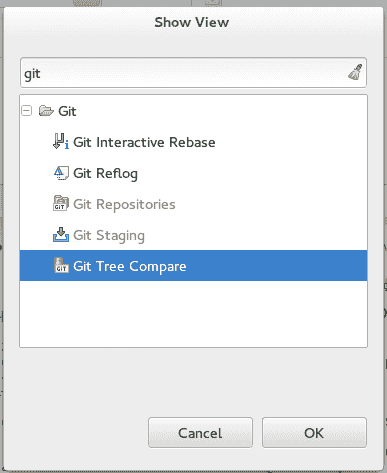 Show View
git
Git
Git Interactive Rebase
Git Reflog
Git Repositories
Git Staging
Git Tree Compare
Cancel OK